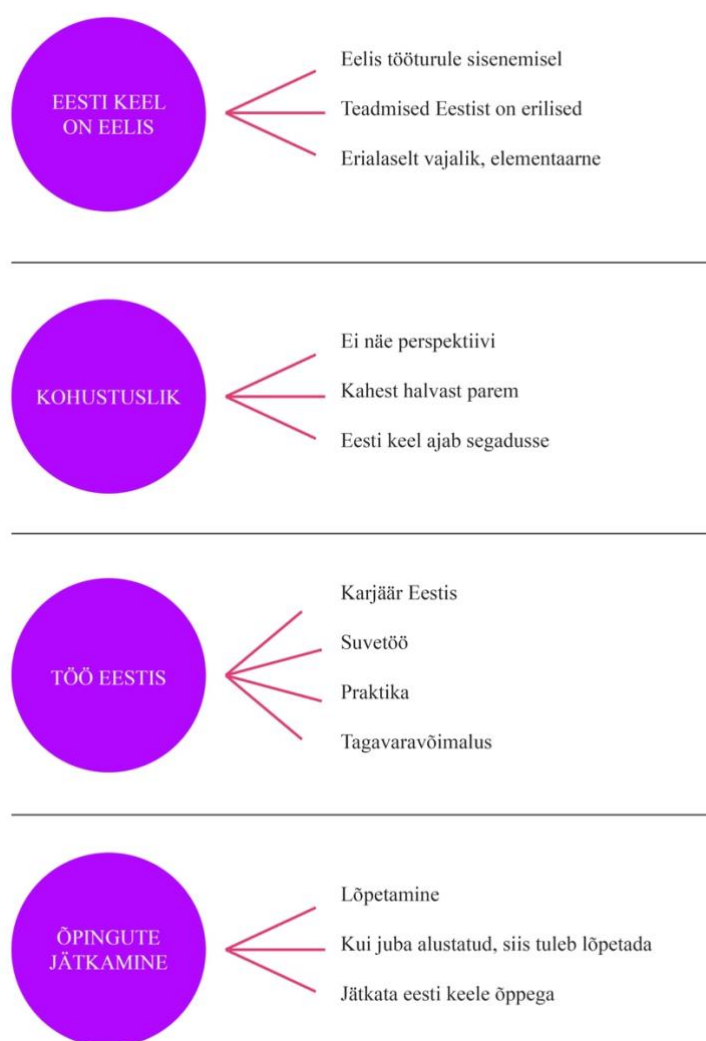 EESTI KEEL
ON EELIS
Eelis tööturule sisenemisel
Teadmised Eestist on erilised
Erialaselt vajalik, elementaarne
KOHUSTUSLIK
Ei näe perspektiivi
Kahest halvast parem
Eesti keel ajab segadusse
TÖÖ EESTIS
Karjäär Eestis
Suvetöö
Praktika
Tagavaravõimalus
ÕPINGUTE
JÄTKAMINE
Lõpetamine
Kui juba alustatud, siis tuleb lõpetada
Jätkata eesti keele õppega